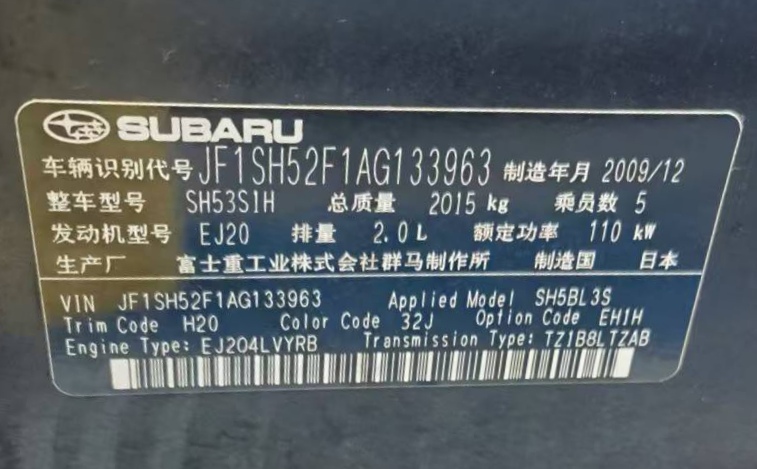 SUBARU
车辆识别代号 JF1SH52F1AG133963 制造年月 2009/12
整车型号 SH53S1H 总质量 2015 kg 乘员数 5
发动机型号 EJ20 排量 2.0L 额定功率 110 kW
生产厂 富士重工业株式会社群马制作所 制造国 日本
VIN JF1SH52F1AG133963 Applied Model SH5BL3S
Trim Code H20 Color Code 32J Option Code EH1H
Engine Type: EJ204LVYRB Transmission Type: TZ1B8LTZAB